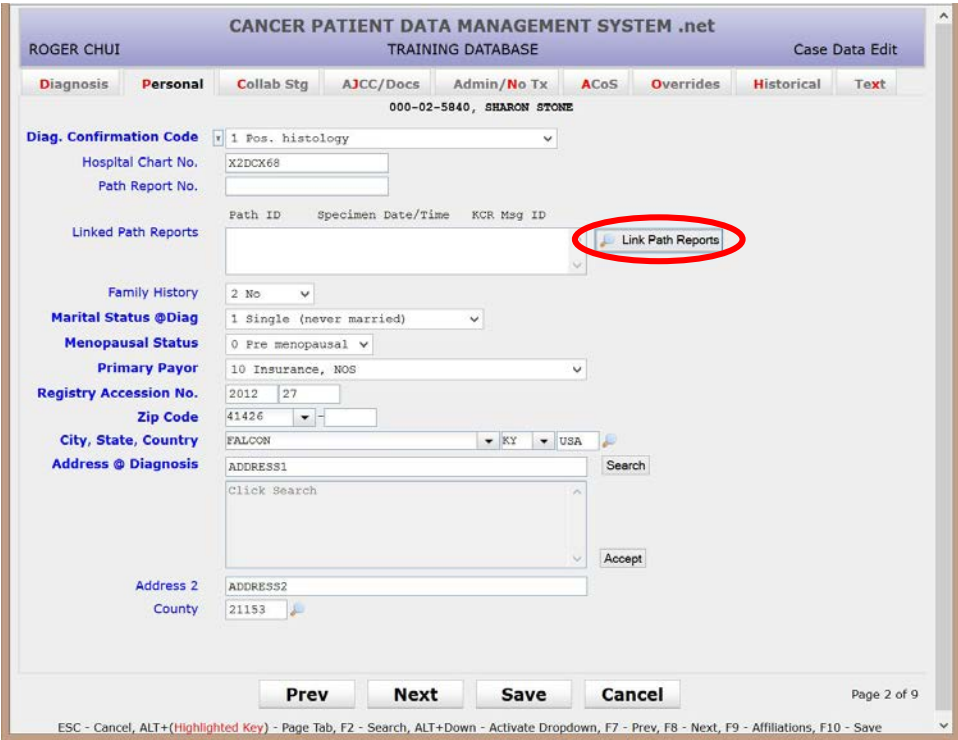 CANCER PATIENT DATA MANAGEMENT SYSTEM .net
ROGER CHUI TRAINING DATABASE Case Data Edit
Diagnosis Personal Collab Stg AJCC/Docs Admin/No Tx ACoS Overrides Historical Text
000-02-5840, SHARON STONE
Diag. Confirmation Code 1 Pos. histology
Hospital Chart No. X2DCX68
Path Report No.
Path ID Specimen Date/Time KCR Msg ID
Linked Path Reports Link Path Reports
Family History 2 No
Marital Status @Diag 1 Single (never married)
Menopausal Status 0 Pre menopausal
Primary Payor 10 Insurance, NOS
Registry Accession No. 2012 27
Zip Code 41426 -
City, State, Country FALCON KY USA
Address @ Diagnosis ADDRESS1 Search
Click Search
Accept
Address 2 ADDRESS2
County 21153
Prev Next Save Cancel Page 2 of 9
ESC - Cancel, ALT+(Highlighted Key) - Page Tab, F2 - Search, ALT+Down - Activate Dropdown, F7 - Prev, F8 - Next, F9 - Affiliations, F10 - Save